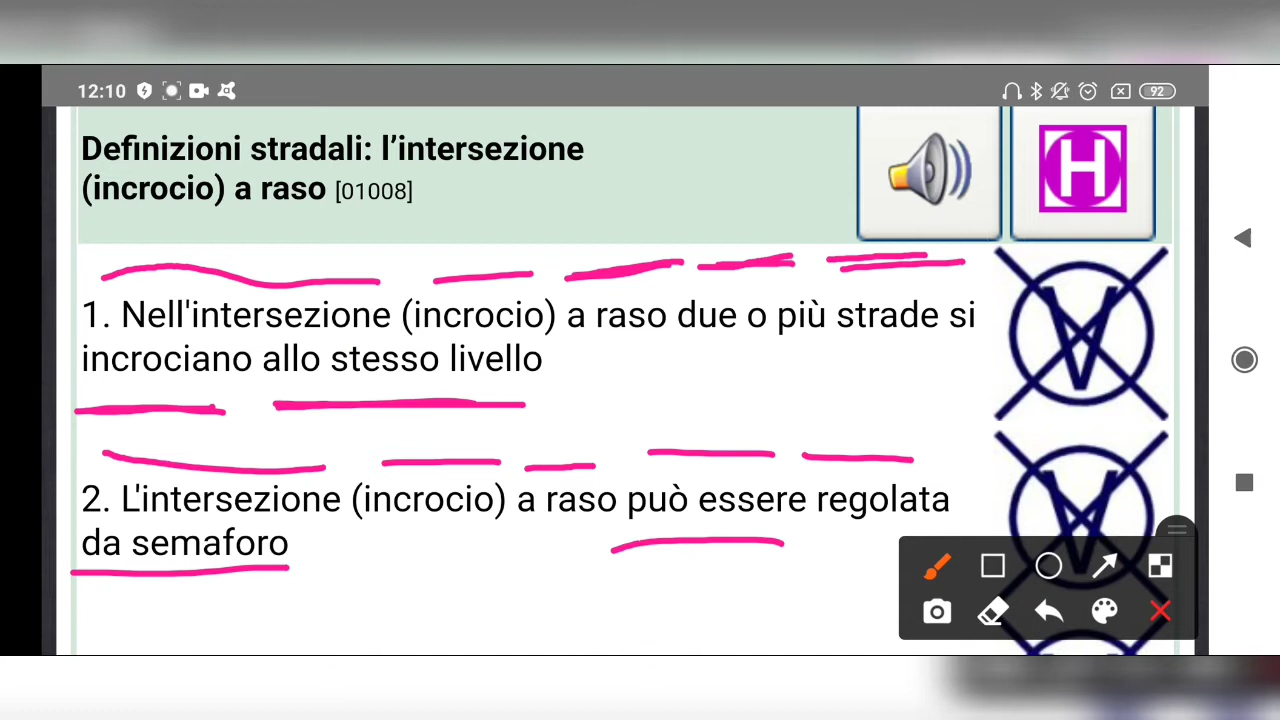 12:10
92
Definizioni stradali: l’intersezione
(incrocio) a raso [01008]
H
1. Nell'intersezione (incrocio) a raso due o più strade si
incrociano allo stesso livello
V
2. L'intersezione (incrocio) a raso può essere regolata
da semaforo
V